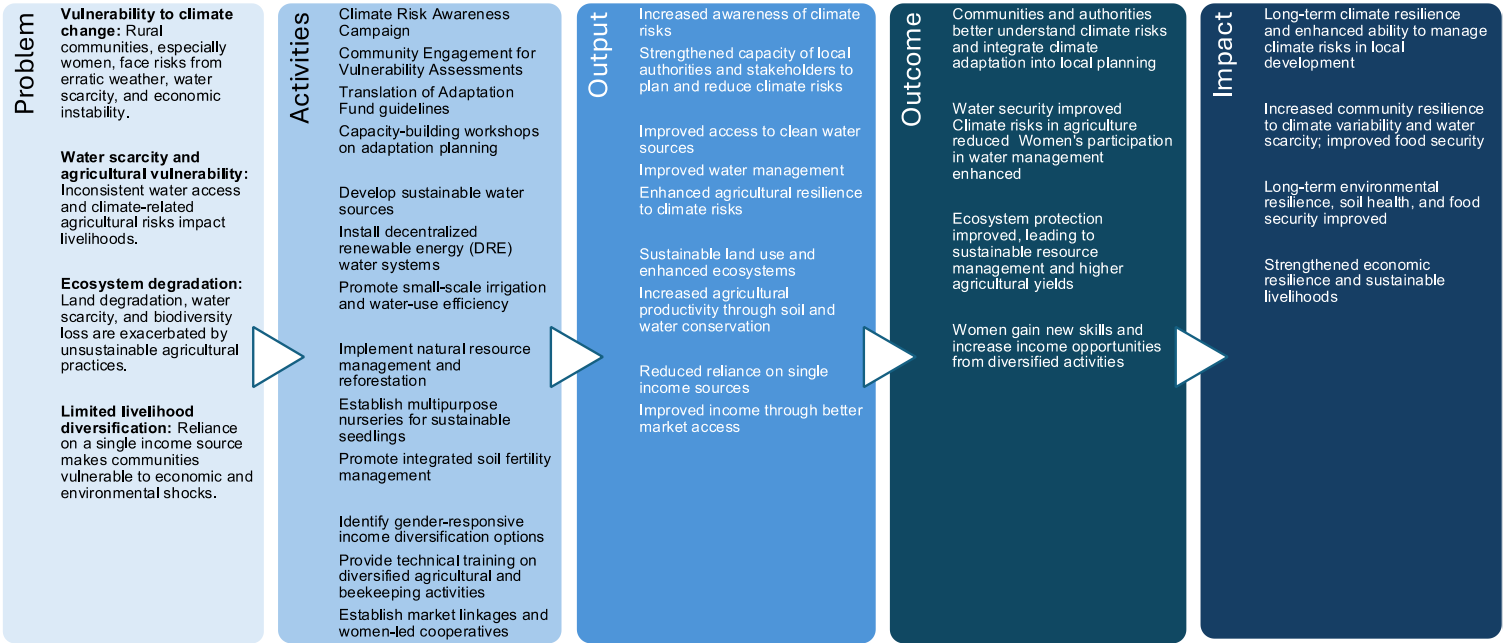 Problem
Vulnerability to climate
change: Rural
communities, especially
women, face risks from
erratic weather, water
scarcity, and economic
instability.
Water scarcity and
agricultural vulnerability:
Inconsistent water access
and climate-related
agricultural risks impact
livelihoods.
Ecosystem degradation:
Land degradation, water
scarcity, and biodiversity
loss are exacerbated by
unsustainable agricultural
practices.
Limited livelihood
diversification: Reliance
on a single income source
makes communities
vulnerable to economic and
environmental shocks.
Activities
Climate Risk Awareness
Campaign
Community Engagement for
Vulnerability Assessments
Translation of Adaptation
Fund guidelines
Capacity-building workshops
on adaptation planning
Develop sustainable water
sources
Install decentralized
renewable energy (DRE)
water systems
Promote small-scale irrigation
and water-use efficiency
Implement natural resource
management and
reforestation
Establish multipurpose
nurseries for sustainable
seedlings
Promote integrated soil fertility
management
Identify gender-responsive
income diversification options
Provide technical training on
diversified agricultural and
beekeeping activities
Establish market linkages and
women-led cooperatives
Output
Increased awareness of climate
risks
Strengthened capacity of local
authorities and stakeholders to
plan and reduce climate risks
Improved access to clean water
sources
Improved water management
Enhanced agricultural resilience
to climate risks
Sustainable land use and
enhanced ecosystems
Increased agricultural
productivity through soil and
water conservation
Reduced reliance on single
income sources
Improved income through better
market access
Outcome
Communities and authorities
better understand climate risks
and integrate climate
adaptation into local planning
Water security improved
Climate risks in agriculture
reduced Women's participation
in water management
enhanced
Ecosystem protection
improved, leading to
sustainable resource
management and higher
agricultural yields
Women gain new skills and
increase income opportunities
from diversified activities
Impact
Long-term climate resilience
and enhanced ability to manage
climate risks in local
development
Increased community resilience
to climate variability and water
scarcity; improved food security
Long-term environmental
resilience, soil health, and food
security improved
Strengthened economic
resilience and sustainable
livelihoods